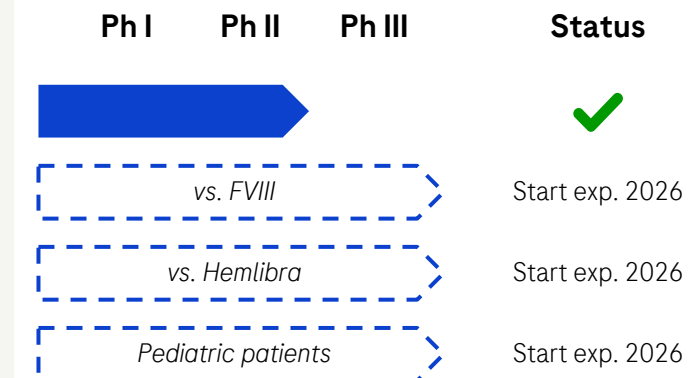 Ph I Ph II Ph III Status
vs. FVIII Start exp. 2026
vs. Hemlibra Start exp. 2026
Pediatric patients Start exp. 2026